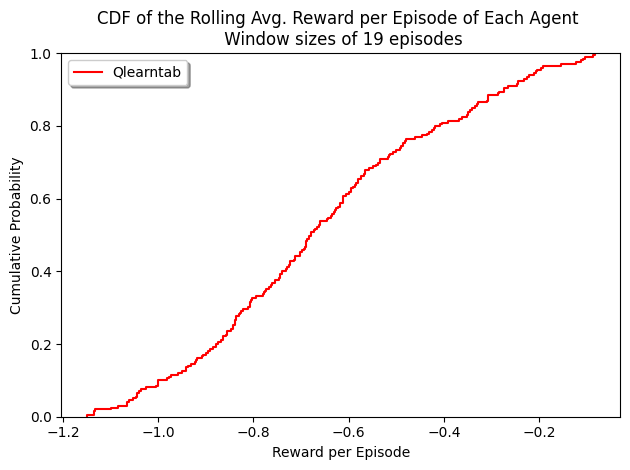 CDF of the Rolling Avg. Reward per Episode of Each Agent
Window sizes of 19 episodes
Qlearntab
Cumulative Probability
1.0
0.8
0.6
0.4
0.2
0.0
−1.2
−1.0
−0.8
−0.6
−0.4
−0.2
Reward per Episode